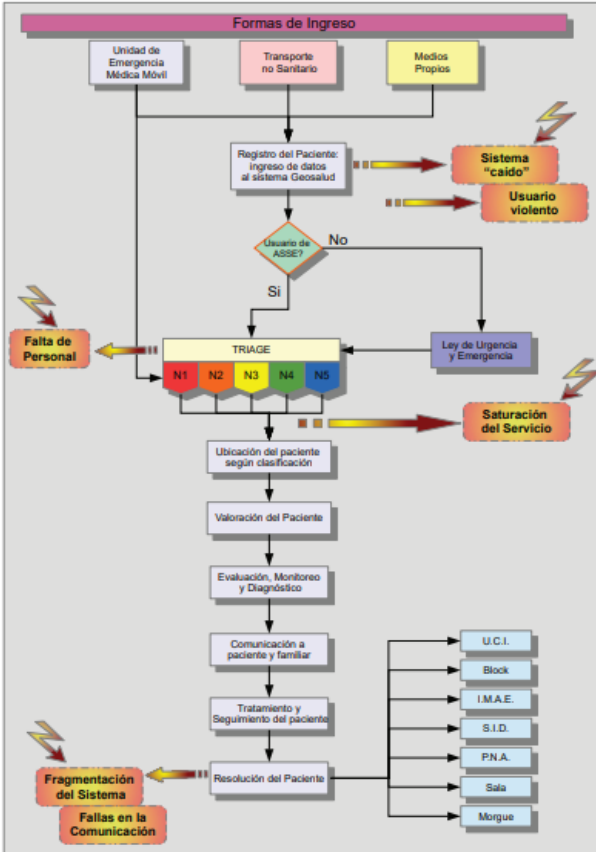 Formas de Ingreso
Unidad de
Emergencia
Médica Móvil
Transporte
no Sanitario
Medios
Propios
Registro del Paciente:
ingreso de datos
al sistema Geosalud
Sistema
“caído”
Usuario
violento
Usuario de
ASSE?
No
Si
Falta de
Personal
TRIAGE
N1
N2
N3
N4
N5
Ley de Urgencia
y Emergencia
Saturación
del Servicio
Ubicación del paciente
según clasificación
Valoración del Paciente
Evaluación, Monitoreo
y Diagnóstico
Comunicación a
paciente y familiar
Tratamiento y
Seguimiento del paciente
Resolución del Paciente
U.C.I.
Block
I.M.A.E.
S.I.D.
P.N.A.
Sala
Morgue
Fragmentación
del Sistema
Fallas en la
Comunicación